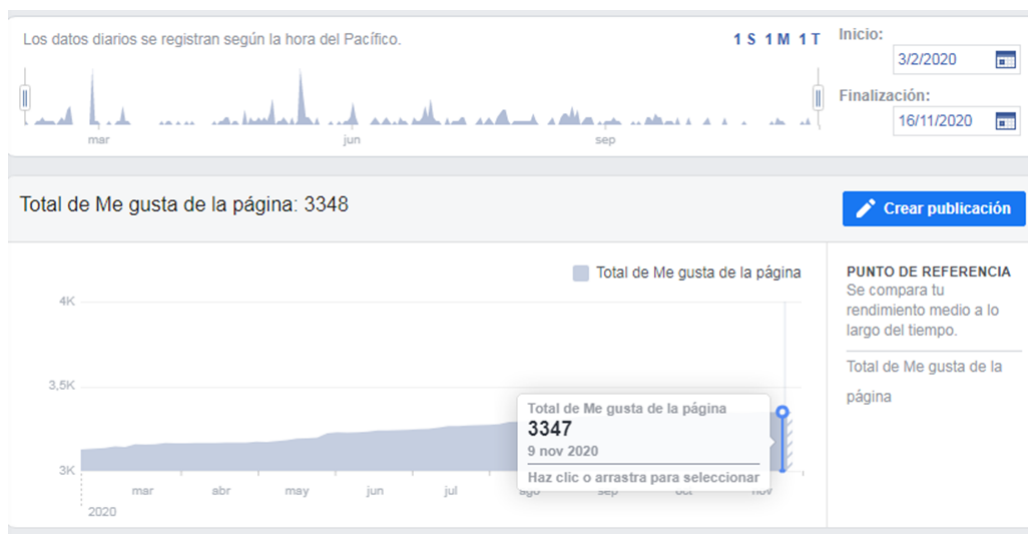 Los datos diarios se registran según la hora del Pacífico.
1 S 1 M 1 T
Inicio:
3/2/2020
Finalización:
16/11/2020
mar jun sep
Total de Me gusta de la página: 3348
Crear publicación
Total de Me gusta de la página
4K
3,5K
3K
Total de Me gusta de la página
3347
9 nov 2020
Haz clic o arrastra para seleccionar
mar abr may jun jul ago sep oct nov
2020
PUNTO DE REFERENCIA
Se compara tu
rendimiento medio a lo
largo del tiempo.
Total de Me gusta de la
página